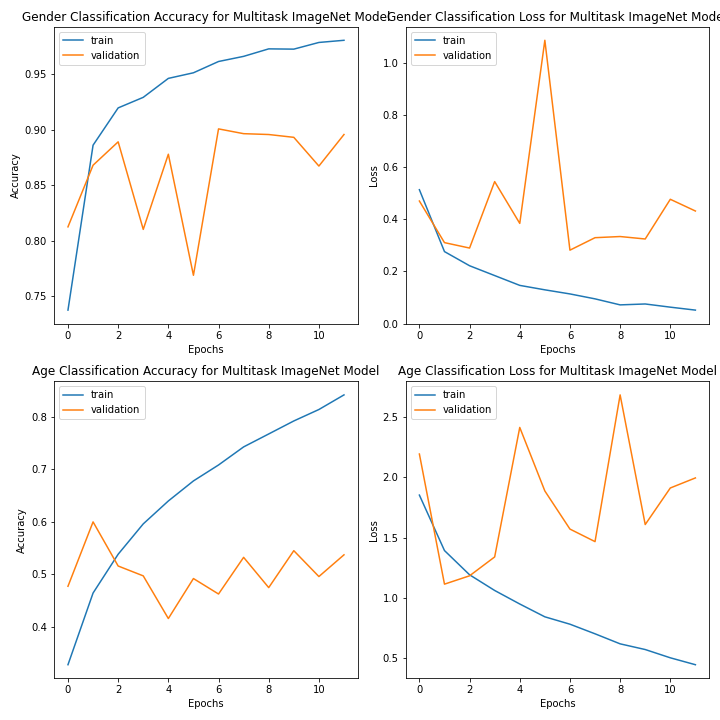 Gender Classification Accuracy for Multitask ImageNet Model
train
validation
0.95
0.90
0.85
0.80
0.75
Accuracy
0 2 4 6 8 10
Epochs
Gender Classification Loss for Multitask ImageNet Mode
train
validation
1.0
0.8
0.6
0.4
0.2
0.0
Loss
0 2 4 6 8 10
Epochs
Age Classification Accuracy for Multitask ImageNet Model
train
validation
0.8
0.7
0.6
0.5
0.4
Accuracy
0 2 4 6 8 10
Epochs
Age Classification Loss for Multitask ImageNet Model
train
validation
2.5
2.0
1.5
1.0
0.5
Loss
0 2 4 6 8 10
Epochs